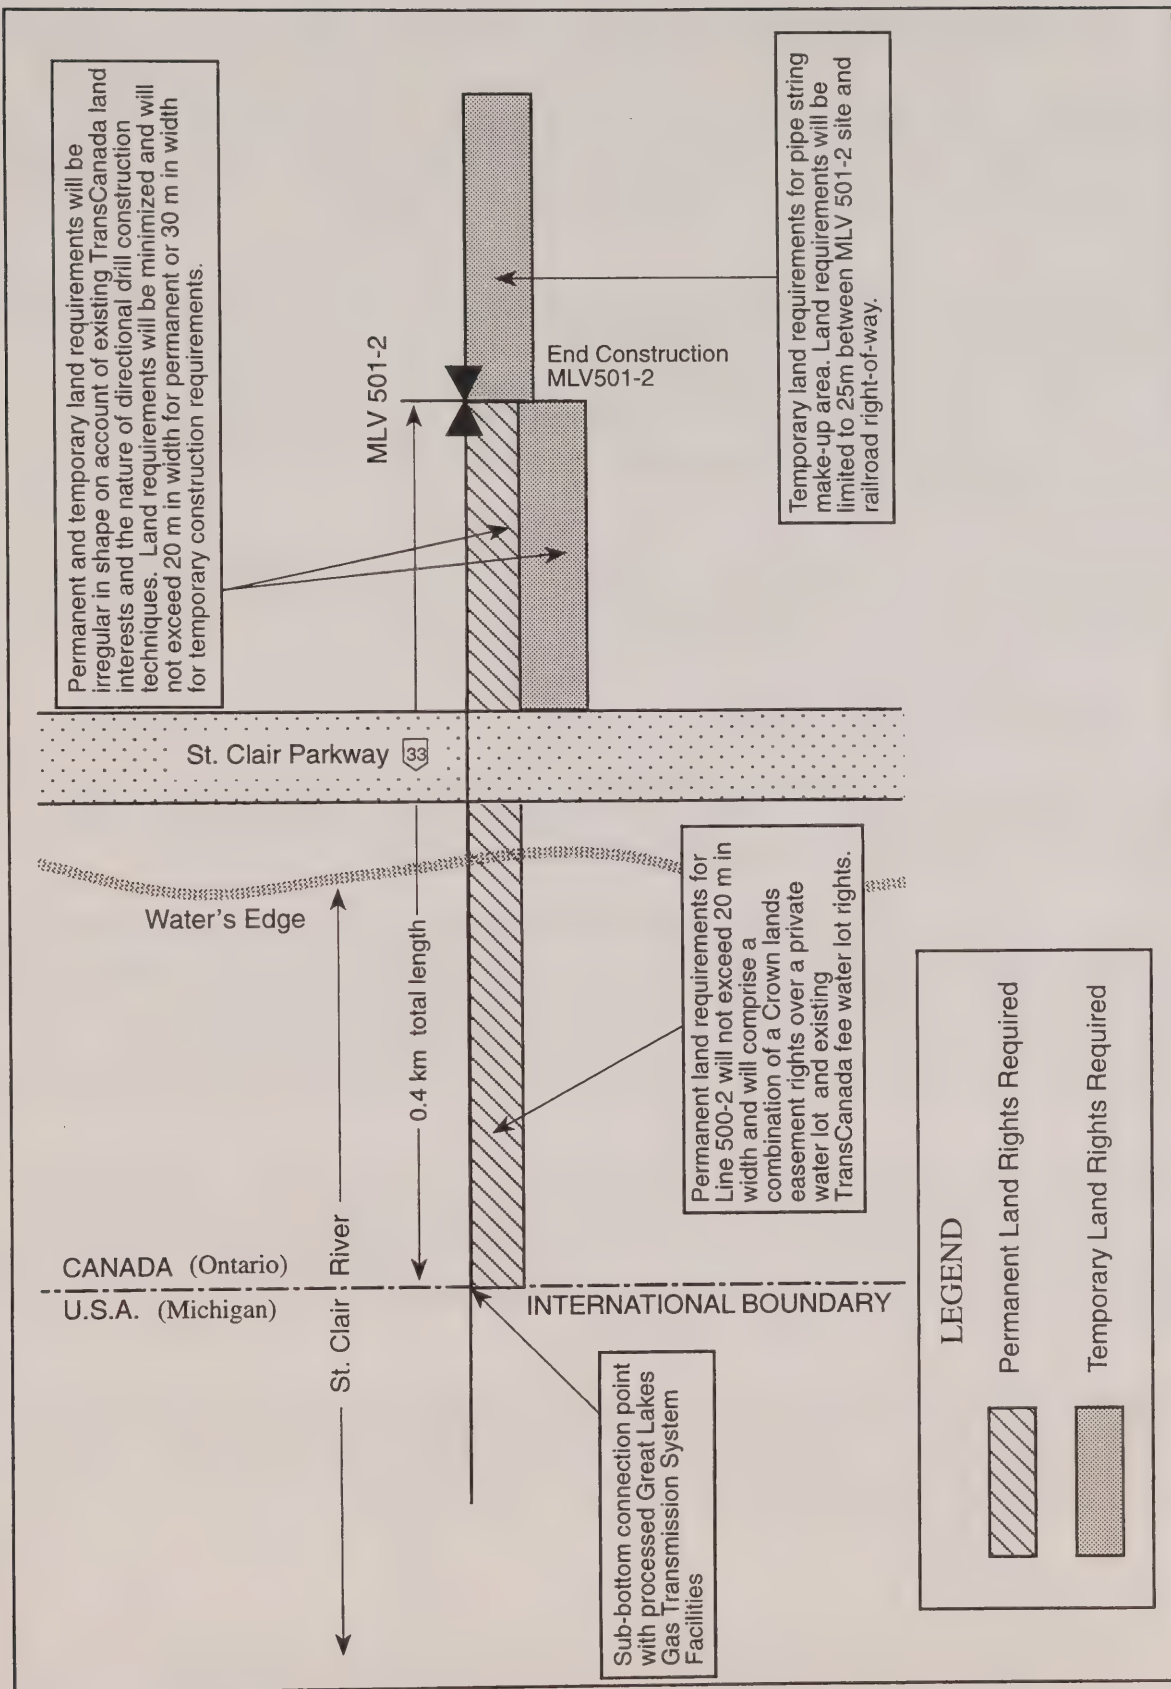 Permanent and temporary land requirements will be
irregular in shape on account of existing TransCanada land
interests and the nature of directional drill construction
techniques. Land requirements will be minimized and will
not exceed 20 m in width for permanent or 30 m in width
for temporary construction requirements.
Temporary land requirements for pipe string
make-up area. Land requirements will be
limited to 25m between MLV 501-2 site and
railroad right-of-way.
MLV 501-2
End Construction
MLV501-2
St. Clair Parkway 33
Water's Edge
0.4 km total length
Permanent land requirements for
Line 500-2 will not exceed 20 m in
width and will comprise a
combination of a Crown lands
easement rights over a private
water lot and existing
TransCanada fee water lot rights.
CANADA (Ontario)
U.S.A. (Michigan)
St. Clair River
INTERNATIONAL BOUNDARY
Sub-bottom connection point
with processed Great Lakes
Gas Transmission System
Facilities
LEGEND
Permanent Land Rights Required
Temporary Land Rights Required